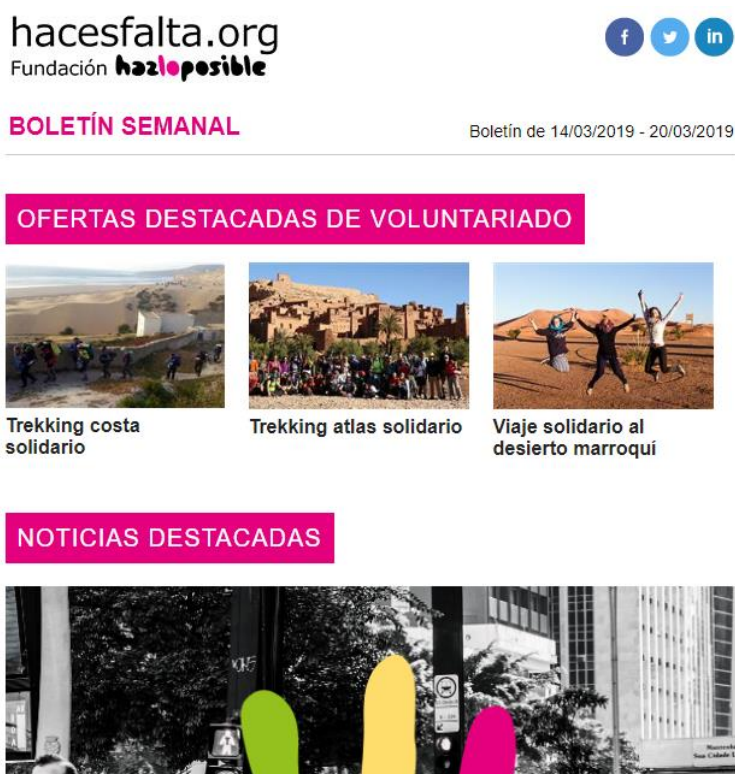 hacesfalta.org
Fundación hazloposible
f
in
BOLETÍN SEMANAL
Boletín de 14/03/2019 - 20/03/2019
OFERTAS DESTACADAS DE VOLUNTARIADO
Trekking costa
solidario
Trekking atlas solidario
Viaje solidario al
desierto marroquí
NOTICIAS DESTACADAS